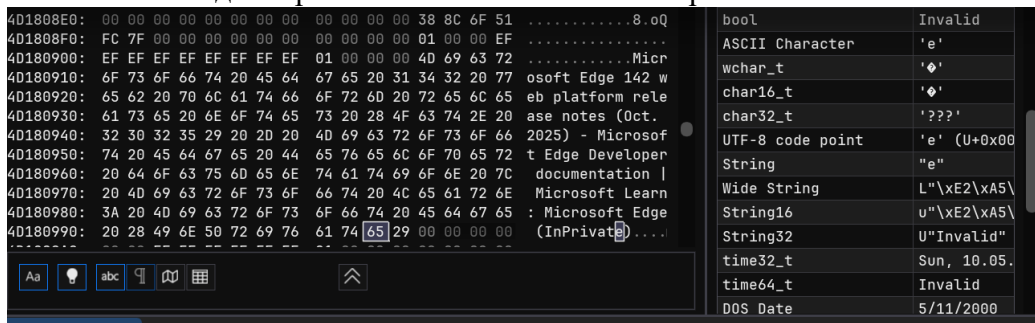 4D1808E0: 00 00 00 00 00 00 00 00 00 00 00 00 38 8C 6F 51 ............8.oQ
4D1808F0: FC 7F 00 00 00 00 00 00 00 00 00 00 01 00 00 EF ................
4D180900: EF EF EF EF EF EF EF EF 01 00 00 00 4D 69 63 72 ............Micr
4D180910: 6F 73 6F 66 74 20 45 64 67 65 20 31 34 32 20 77 osoft Edge 142 w
4D180920: 65 62 20 70 6C 61 74 66 6F 72 6D 20 72 65 6C 65 eb platform rele
4D180930: 61 73 65 20 6E 6F 74 65 73 20 28 4F 63 74 2E 20 ase notes (Oct.
4D180940: 32 30 32 35 29 20 2D 20 4D 69 63 72 6F 73 6F 66 2025) - Microsof
4D180950: 74 20 45 64 67 65 20 44 65 76 65 6C 6F 70 65 72 t Edge Developer
4D180960: 20 64 6F 63 75 6D 65 6E 74 61 74 69 6F 6E 20 7C documentation |
4D180970: 20 4D 69 63 72 6F 73 6F 66 74 20 4C 65 61 72 6E Microsoft Learn
4D180980: 3A 20 4D 69 63 72 6F 73 6F 66 74 20 45 64 67 65 : Microsoft Edge
4D180990: 20 28 49 6E 50 72 69 76 61 74 65 29 00 00 00 00 (InPrivate)....
Aa abc ¶
bool Invalid
ASCII Character 'e'
wchar_t '�'
char16_t '�'
char32_t '???'
UTF-8 code point 'e' (U+0x00
String "e"
Wide String L"\xE2\xA5\
String16 u"\xE2\xA5\
String32 U"Invalid"
time32_t Sun, 10.05.
time64_t Invalid
DOS Date 5/11/2000